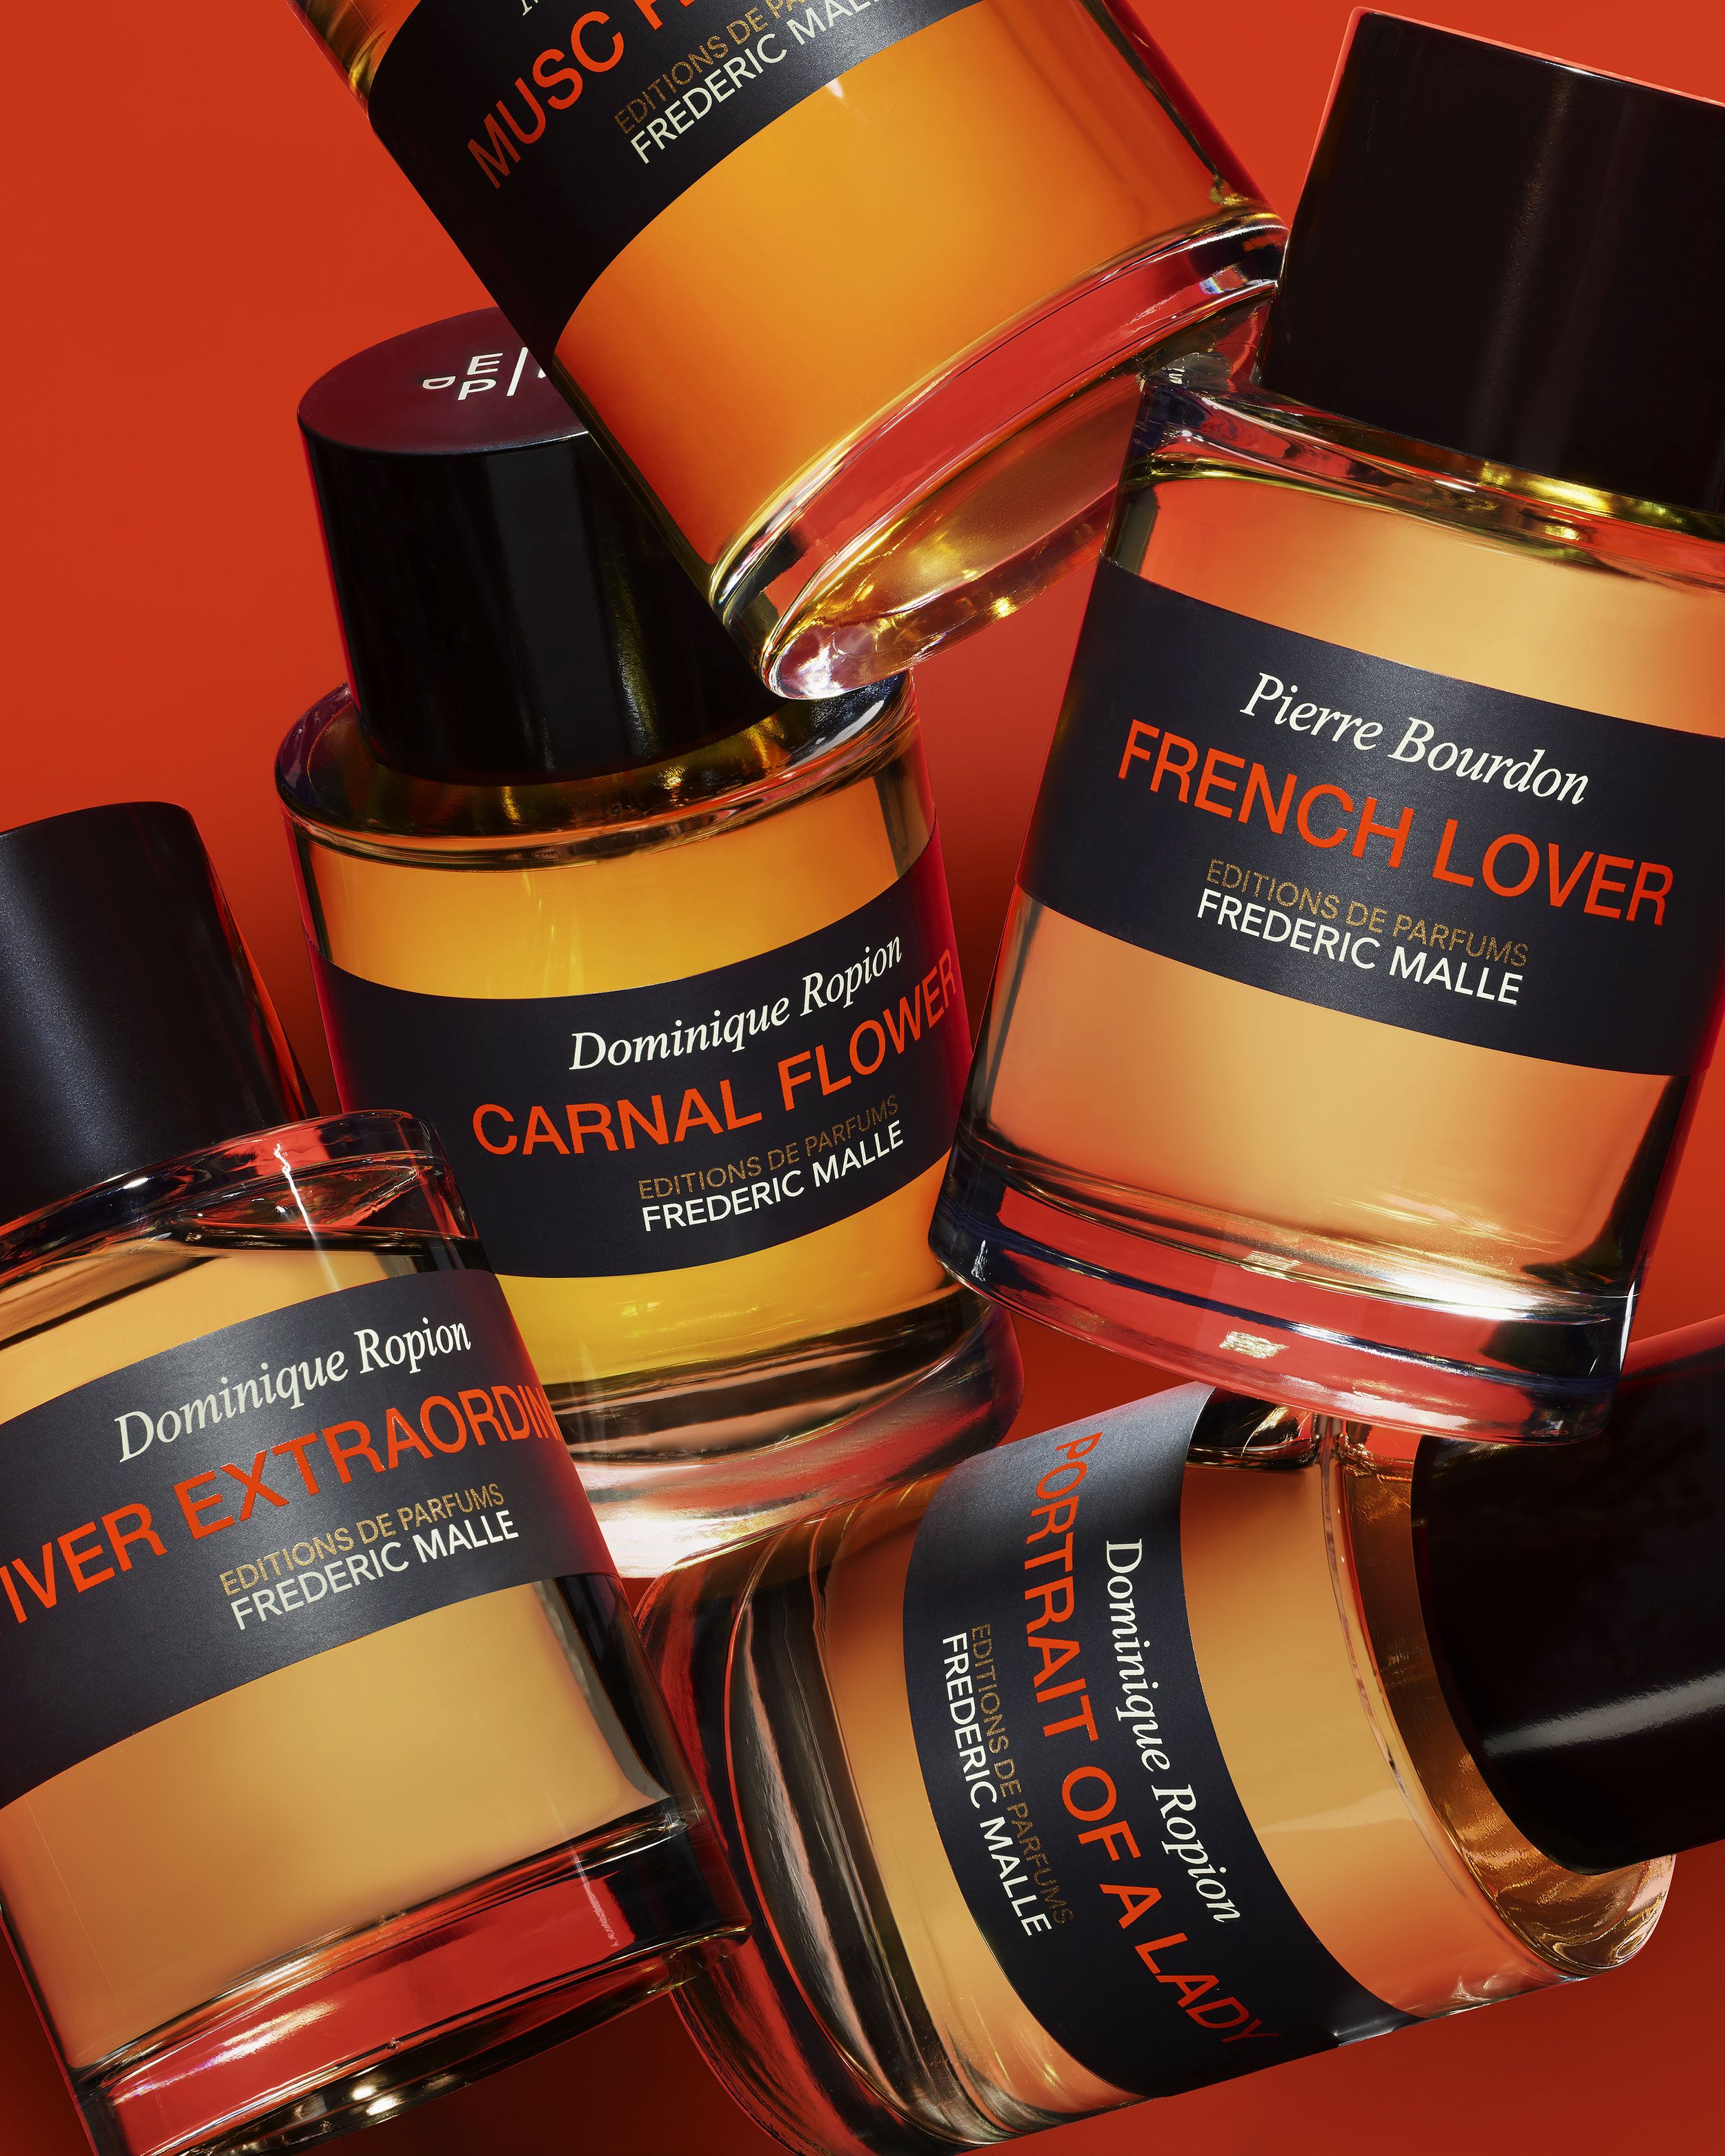 MUSC
EDITIONS DE
FREDERIC MALLE
Pierre Bourdon
FRENCH LOVER
EDITIONS DE PARFUMS
FREDERIC MALLE
Dominique Ropion
CARNAL FLOWER
EDITIONS DE PARFUMS
FREDERIC MALLE
Dominique Ropion
IVER EXTRAORDIN
EDITIONS DE PARFUMS
FREDERIC MALLE
Dominique Ropion
PORTRAIT OF A LADY
EDITIONS DE PARFUMS
FREDERIC MALLE